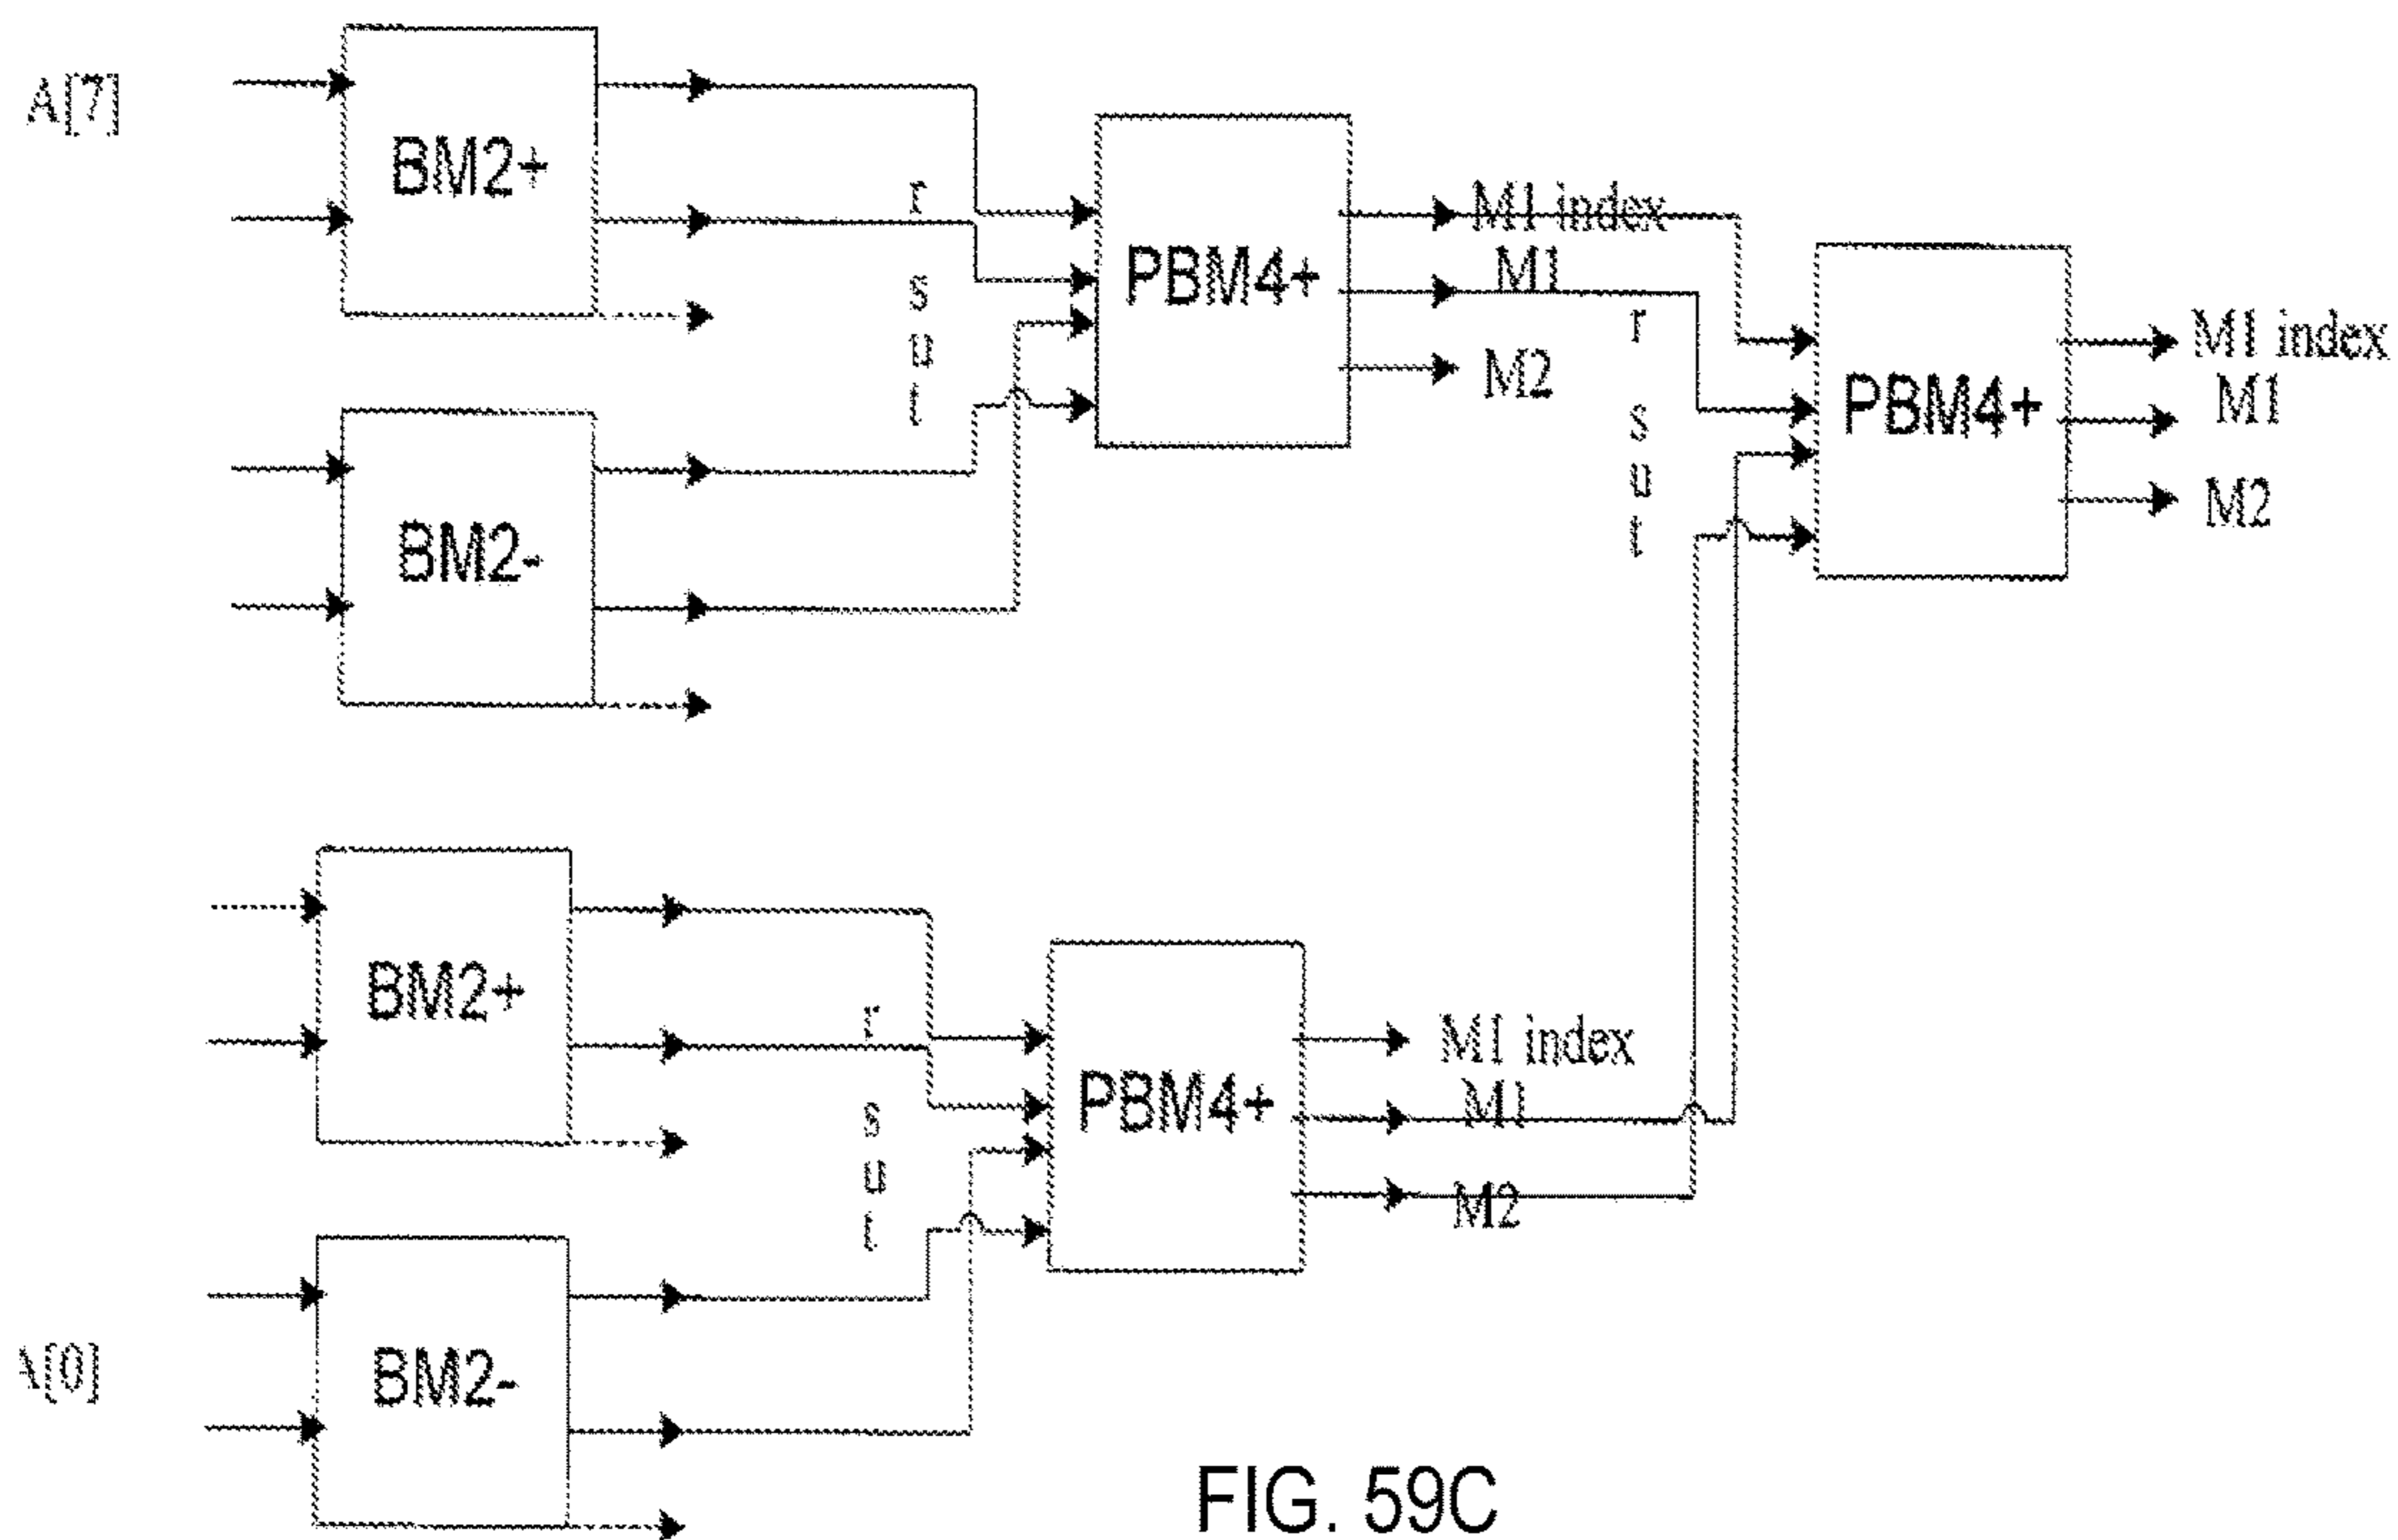 A[7]
BM2+
r
s
u
t
PBM4+
M1 index
M1
M2
BM2-
r
s
u
t
PBM4+
M1 index
M1
M2
BM2+
r
s
u
t
PBM4+
M1 index
M1
M2
A[0]
BM2-
FIG. 59C